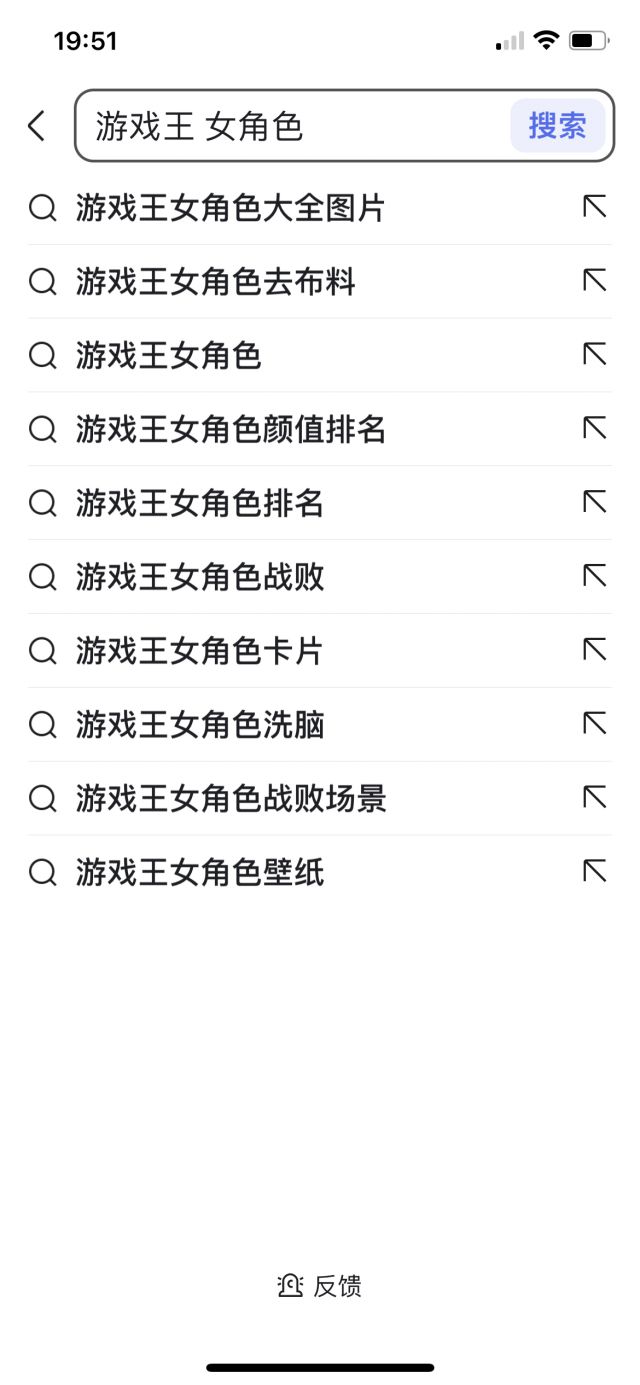 19:51
游戏王 女角色
搜索
游戏王女角色大全图片
游戏王女角色去布料
游戏王女角色
游戏王女角色颜值排名
游戏王女角色排名
游戏王女角色战败
游戏王女角色卡片
游戏王女角色洗脑
游戏王女角色战败场景
游戏王女角色壁纸
反馈